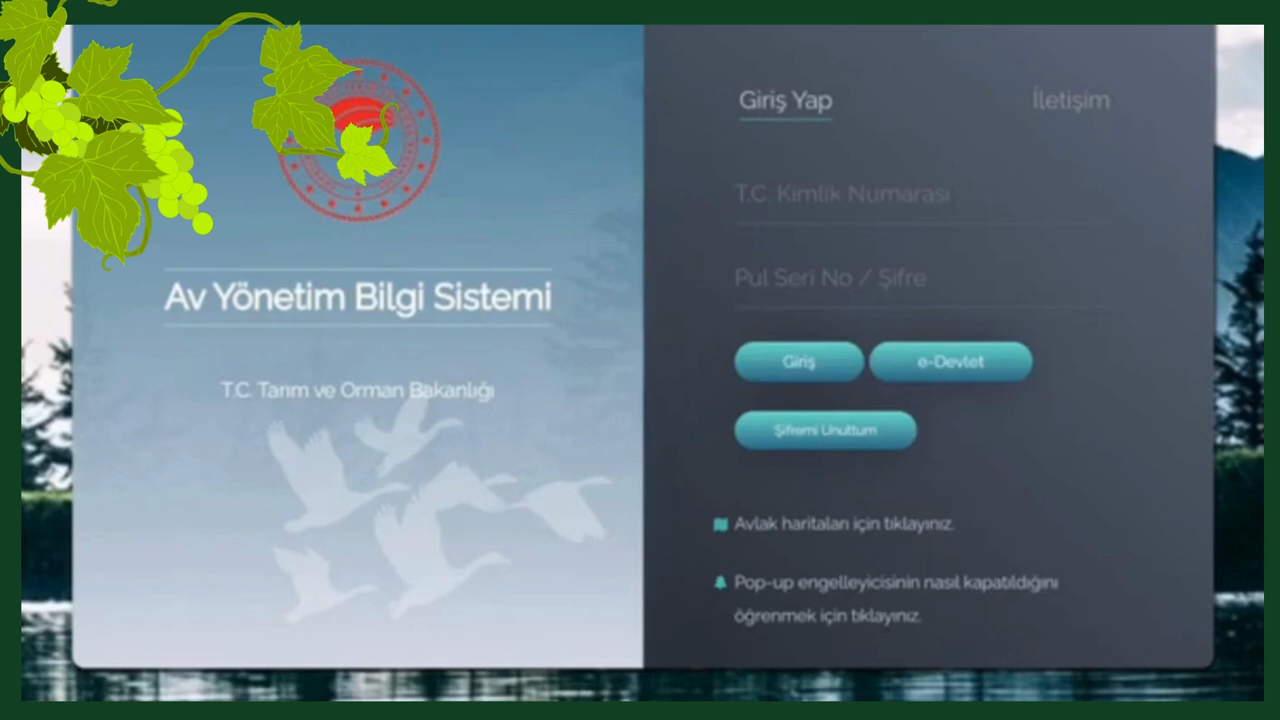 Av Yönetim Bilgi Sistemi
T.C. Tarım ve Orman Bakanlığı
Giriş Yap
İletişim
T.C. Kimlik Numarası
Pul Seri No / Şifre
Giriş
e-Devlet
Şifremi Unuttum
Avlak haritaları için tıklayınız.
Pop-up engelleyicisinin nasıl kapatıldığını
öğrenmek için tıklayınız.